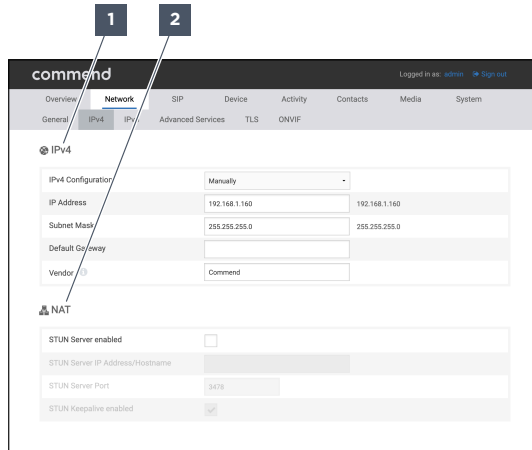 1 2
commend Logged in as: admin Sign out
Overview Network SIP Device Activity Contacts Media System
General IPv4 IPv6 Advanced Services TLS ONVIF
IPv4
IPv4 Configuration Manually
IP Address 192.168.1.160 192.168.1.160
Subnet Mask 255.255.255.0 255.255.255.0
Default Gateway
Vendor Commend
NAT
STUN Server enabled
STUN Server IP Address/Hostname
STUN Server Port 3478
STUN Keepalive enabled